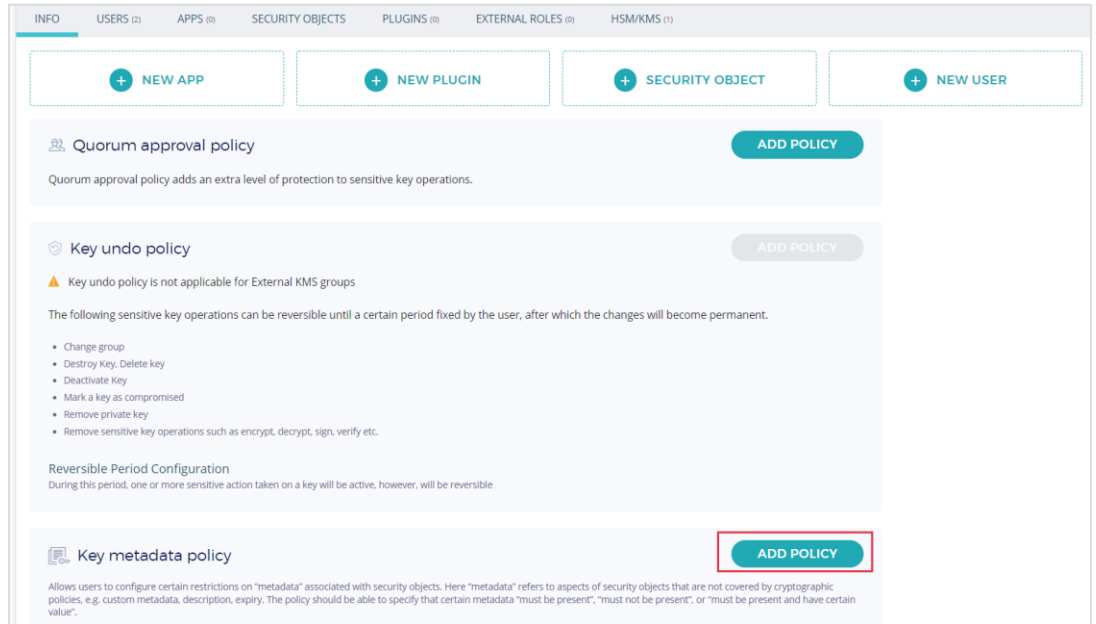 INFO USERS (2) APPS (0) SECURITY OBJECTS PLUGINS (0) EXTERNAL ROLES (0) HSM/KMS (1)
+ NEW APP + NEW PLUGIN + SECURITY OBJECT + NEW USER
Quorum approval policy ADD POLICY
Quorum approval policy adds an extra level of protection to sensitive key operations.
Key undo policy ADD POLICY
Key undo policy is not applicable for External KMS groups
The following sensitive key operations can be reversible until a certain period fixed by the user, after which the changes will become permanent.
• Change group
• Destroy Key, Delete key
• Deactivate Key
• Mark a key as compromised
• Remove private key
• Remove sensitive key operations such as encrypt, decrypt, sign, verify etc.
Reversible Period Configuration
During this period, one or more sensitive action taken on a key will be active, however, will be reversible
Key metadata policy ADD POLICY
Allows users to configure certain restrictions on "metadata" associated with security objects. Here "metadata" refers to aspects of security objects that are not covered by cryptographic
policies, e.g. custom metadata, description, expiry. The policy should be able to specify that certain metadata "must be present", "must not be present", or "must be present and have certain
value".